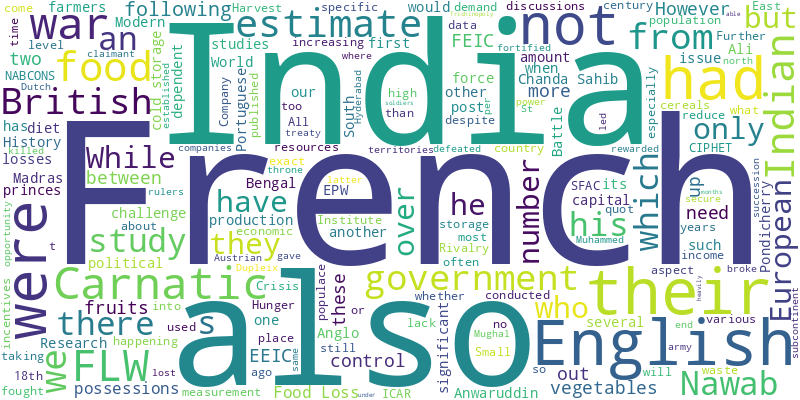 come farmers following estimate not from discussions would century However population East
time Modern Harvest war an specific India had but
level two studies FEIC demand Further able
NABCONS food cold storage dependent increasing first data fortified Ali north
Dutch World our where amount when force Chanda Sahib issue Indian
British established published Company Portuguese South Hyderabad high soldiers other post more especially cereals what
has diet too All treaty than despite Battle per power St led rewarded only reduce CIPHET
History losses killed While companies resources territories defeated country
Madras rulers princes between French exact throne latter he SFAC its up months secure
Bengal EPW number capital which years such succession
were have over his quot need Pondicherry European
opportunity challenge production Institute another storage most Muhammed income
about study they economic Rivalry often aspect broke
t political Austrian gave Dupleix populace whether conducted government who their various
Carnatic Crisis Hunger or
incentives fruits into these lack no Mughal several heavily subcontinent
there s used one place Anglo significant Small end
Research happening EEIC still control also English army
we FLW ago same so out will waste
taking 18th lost possessions Food Loss under ICAR Anwaruddin vegetables Nawab
fought measurement claimant